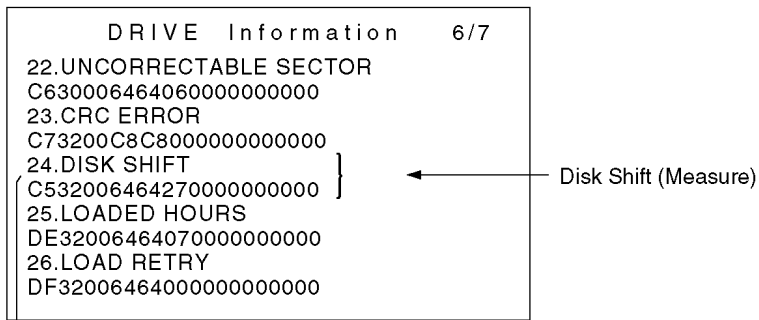 DRIVE Information 6/7
22.UNCORRECTABLE SECTOR
C630006464060000000000
23.CRC ERROR
C73200C8C8000000000000
24.DISK SHIFT
C5320064642700000000000
Disk Shift (Measure)
25.LOADED HOURS
DE320064640700000000000
26.LOAD RETRY
DF320064640000000000000